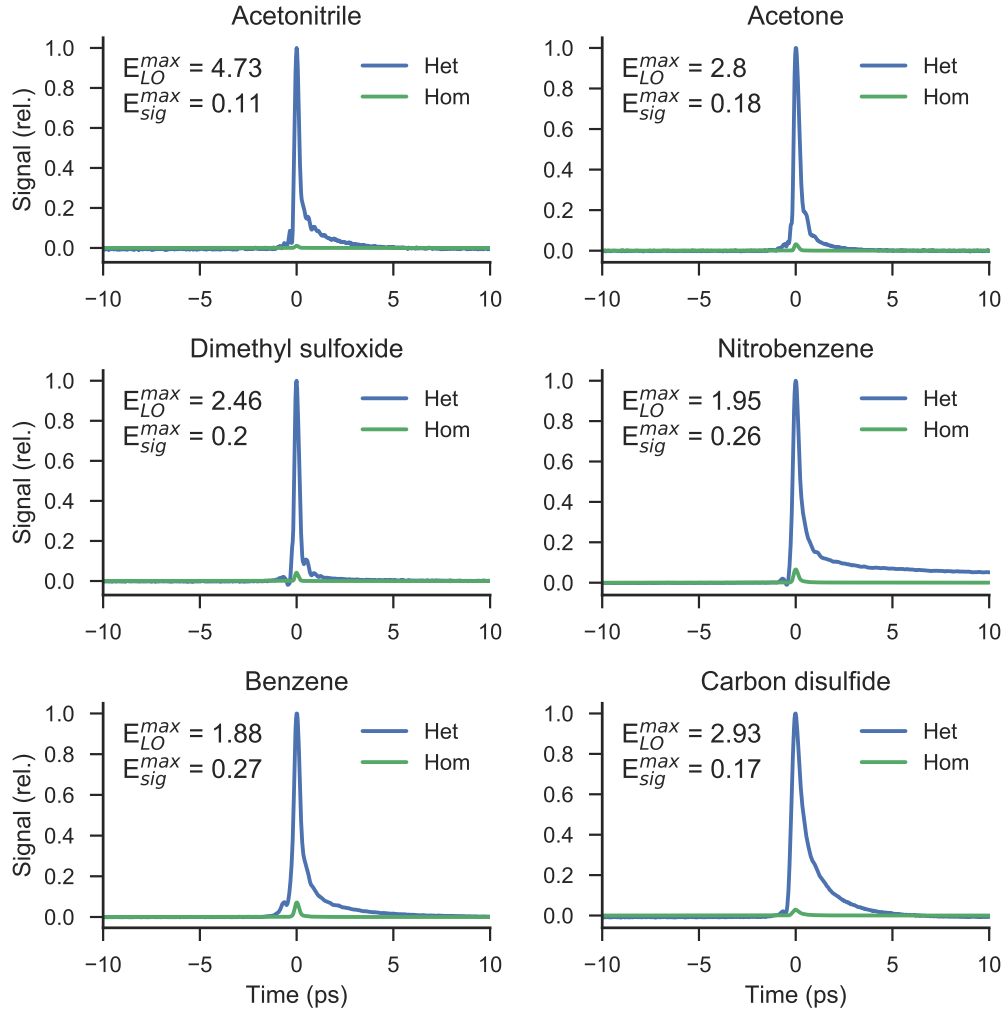 Acetonitrile
E_LO^max = 4.73
E_sig^max = 0.11
Het
Hom
Signal (rel.)
1.0
0.8
0.6
0.4
0.2
0.0
−10 −5 0 5 10
Acetone
E_LO^max = 2.8
E_sig^max = 0.18
Het
Hom
1.0
0.8
0.6
0.4
0.2
0.0
−10 −5 0 5 10
Dimethyl sulfoxide
E_LO^max = 2.46
E_sig^max = 0.2
Het
Hom
Signal (rel.)
1.0
0.8
0.6
0.4
0.2
0.0
−10 −5 0 5 10
Nitrobenzene
E_LO^max = 1.95
E_sig^max = 0.26
Het
Hom
1.0
0.8
0.6
0.4
0.2
0.0
−10 −5 0 5 10
Benzene
E_LO^max = 1.88
E_sig^max = 0.27
Het
Hom
Signal (rel.)
1.0
0.8
0.6
0.4
0.2
0.0
−10 −5 0 5 10
Time (ps)
Carbon disulfide
E_LO^max = 2.93
E_sig^max = 0.17
Het
Hom
1.0
0.8
0.6
0.4
0.2
0.0
−10 −5 0 5 10
Time (ps)